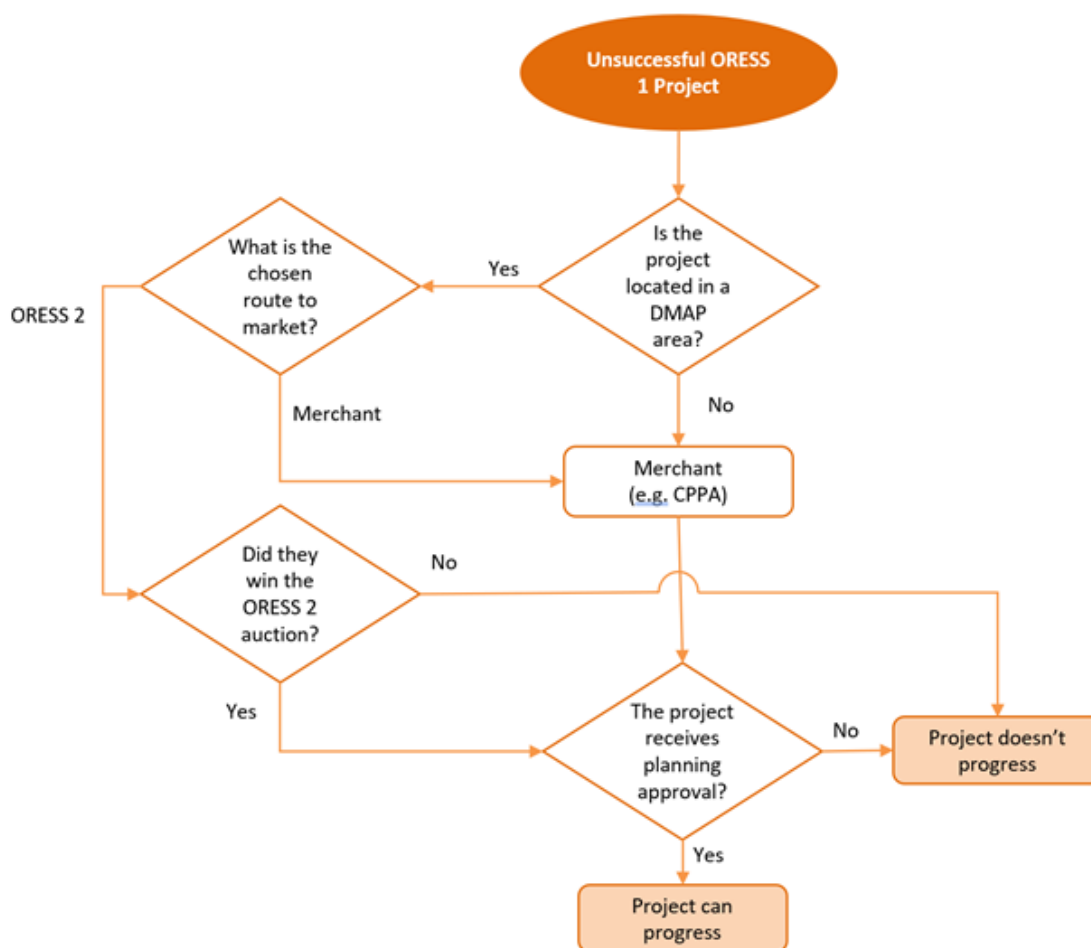 Unsuccessful ORESS
1 Project
Is the
project
located in a
DMAP
area?
Yes
What is the
chosen
route to
market?
ORESS 2
Merchant
No
Merchant
(e.g. CPPA)
Did they
win the
ORESS 2
auction?
No
Yes
The project
receives
planning
approval?
No
Project doesn’t
progress
Yes
Project can
progress